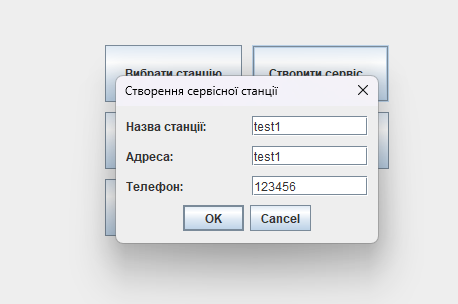 Вибрати станцію
Створити сервіс
Створення сервісної станції
Назва станції:
test1
Адреса:
test1
Телефон:
123456
OK
Cancel